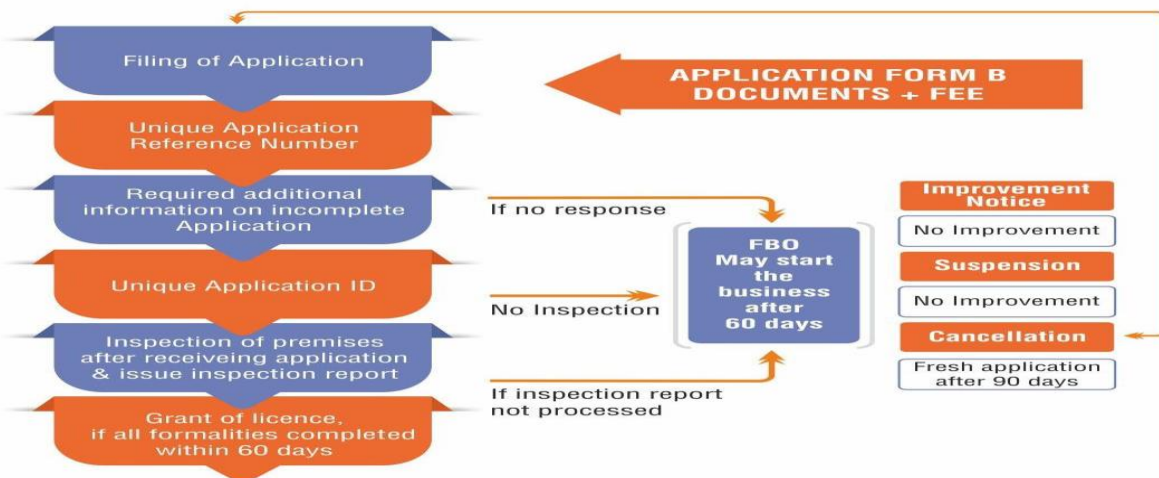 Filing of Application
APPLICATION FORM B
DOCUMENTS + FEE
Unique Application
Reference Number
Required additional
information on incomplete
Application
If no response
Unique Application ID
No Inspection
Inspection of premises
after receiveing application
& issue inspection report
If inspection report
not processed
Grant of licence,
if all formalities completed
within 60 days
FBO
May start
the
business
after
60 days
Improvement
Notice
No Improvement
Suspension
No Improvement
Cancellation
Fresh application
after 90 days